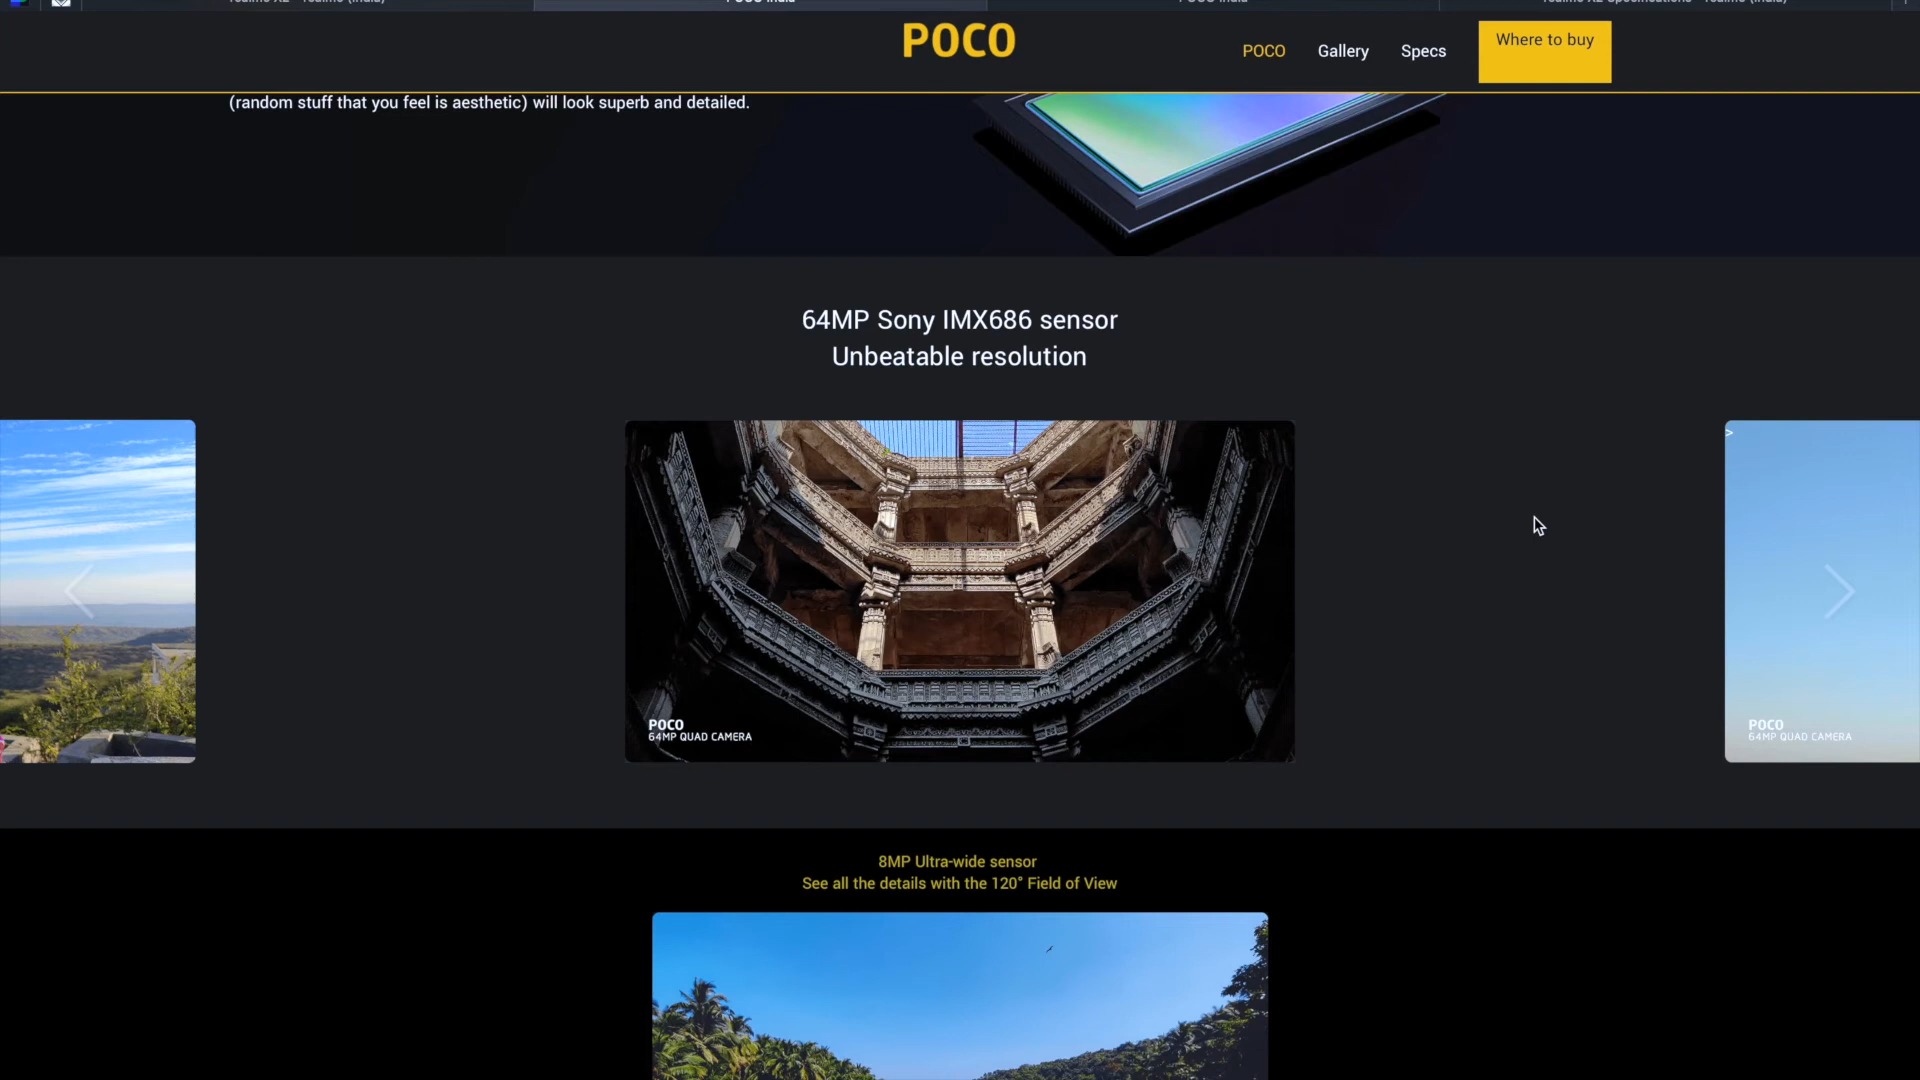 POCO India
POCO
POCO
Gallery
Specs
Where to buy
(random stuff that you feel is aesthetic) will look superb and detailed.
64MP Sony IMX686 sensor
Unbeatable resolution
>
POCO
64MP QUAD CAMERA
POCO
64MP QUAD CAMERA
8MP Ultra-wide sensor
See all the details with the 120° Field of View